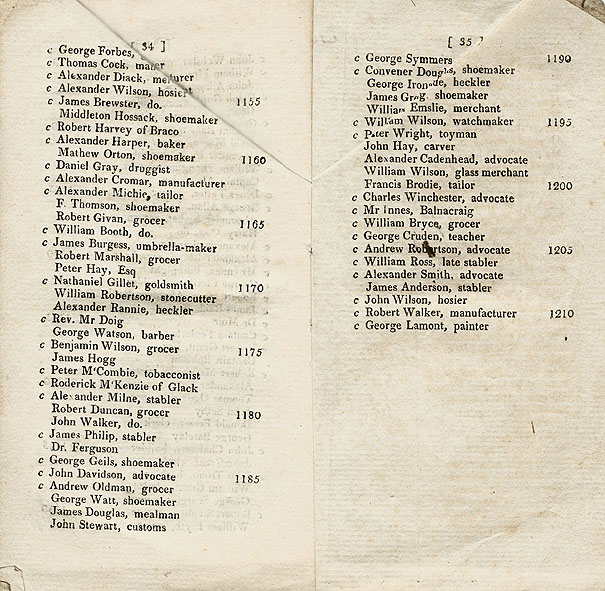 [ 34 ]
c George Forbes,
c Thomas Cock,
c Alexander Diack,
c Alexander Wilson, hosier
c James Brewster, do. 1155
Middleton Hossack, shoemaker
c Robert Harvey of Braco
c Alexander Harper, baker
Mathew Orton, shoemaker 1160
c Daniel Gray, druggist
c Alexander Cromar, manufacturer
c Alexander Michie, tailor
F. Thomson, shoemaker
Robert Givan, grocer 1165
c William Booth, do.
c James Burgess, umbrella-maker
Robert Marshall, grocer
Peter Hay, Esq
c Nathaniel Gillet, goldsmith 1170
William Robertson, stonecutter
Alexander Rannie, heckler
c Rev. Mr Doig
George Watson, barber
c Benjamin Wilson, grocer 1175
James Hogg
c Peter M'Combie, tobacconist
c Roderick M'Kenzie of Glack
c Alexander Milne, stabler
Robert Duncan, grocer 1180
John Walker, do.
c James Philip, stabler
Dr. Ferguson
c George Geils, shoemaker
c John Davidson, advocate 1185
c Andrew Oldman, grocer
George Watt, shoemaker
James Douglas, mealman
John Stewart, customs
[ 35 ]
c George Symmers 1190
c Convener Douglas, shoemaker
George Ironside, heckler
James Greig, shoemaker
William Emslie, merchant
c William Wilson, watchmaker 1195
c Peter Wright, toyman
John Hay, carver
Alexander Cadenhead, advocate
William Wilson, glass merchant
Francis Brodie, tailor 1200
c Charles Winchester, advocate
c Mr Innes, Balnacraig
c William Bryce, grocer
c George Cruden, teacher
c Andrew Robertson, advocate 1205
c William Ross, late stabler
c Alexander Smith, advocate
James Anderson, stabler
c John Wilson, hosier
c Robert Walker, manufacturer 1210
c George Lamont, painter